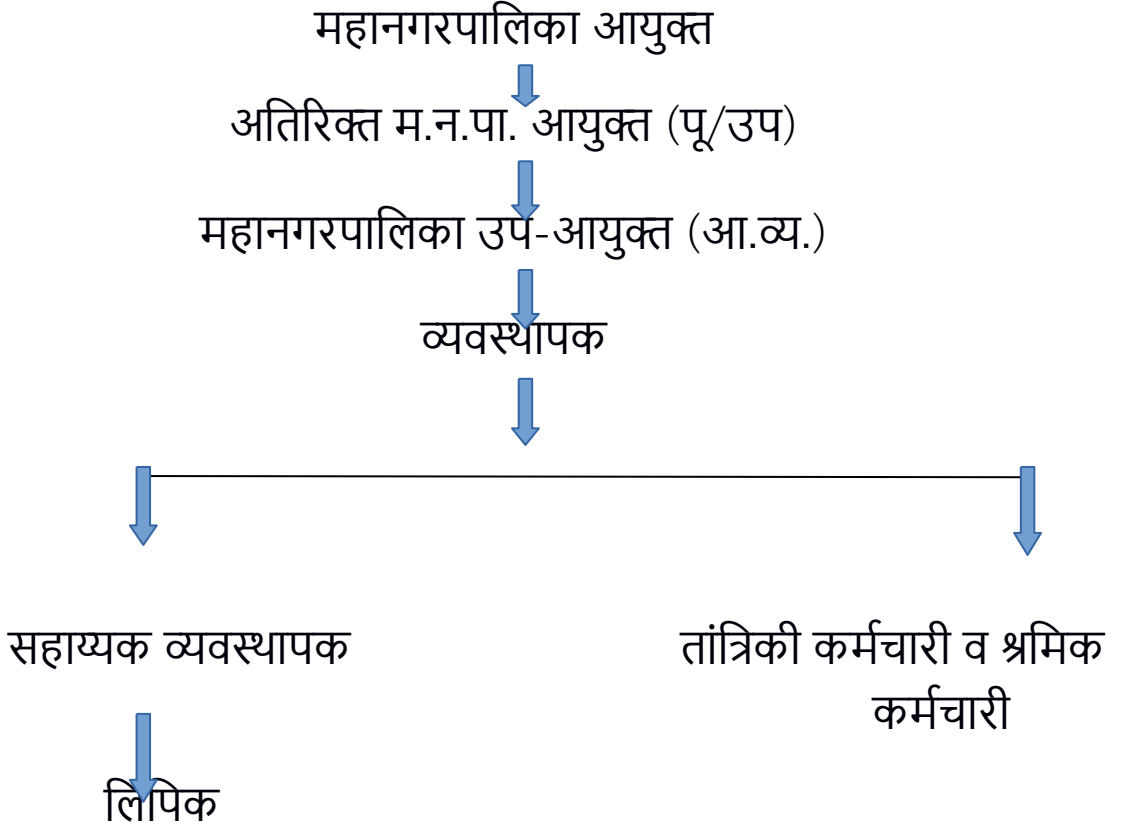 महानगरपालिका आयुक्त
अतिरिक्त म.न.पा. आयुक्त (पू/उप)
महानगरपालिका उप-आयुक्त (आ.व्य.)
व्यवस्थापक
सहाय्यक व्यवस्थापक
तांत्रिकी कर्मचारी व श्रमिक
कर्मचारी
लिपिक